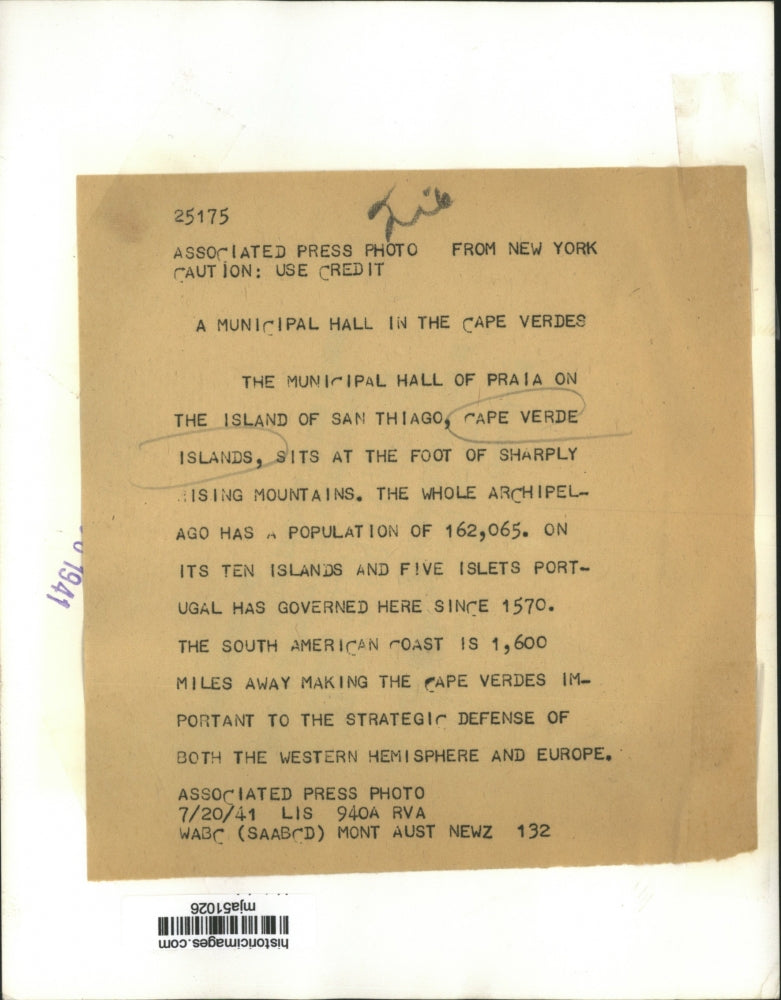 25175
ASSOCIATED PRESS PHOTO FROM NEW YORK
CAUTION: USE CREDIT
A MUNICIPAL HALL IN THE CAPE VERDES
THE MUNICIPAL HALL OF PRAIA ON
THE ISLAND OF SAN THIAGO, CAPE VERDE
ISLANDS, SITS AT THE FOOT OF SHARPLY
RISING MOUNTAINS. THE WHOLE ARCHIPEL-
AGO HAS A POPULATION OF 162,065. ON
ITS TEN ISLANDS AND FIVE ISLETS PORT-
UGAL HAS GOVERNED HERE SINCE 1570.
THE SOUTH AMERICAN COAST IS 1,600
MILES AWAY MAKING THE CAPE VERDES IM-
PORTANT TO THE STRATEGIC DEFENSE OF
BOTH THE WESTERN HEMISPHERE AND EUROPE.
ASSOCIATED PRESS PHOTO
7/20/41 LIS 940A RVA
WABC (SAABCD) MONT AUST NEWZ 132
1941
mja51026
historicimages.com